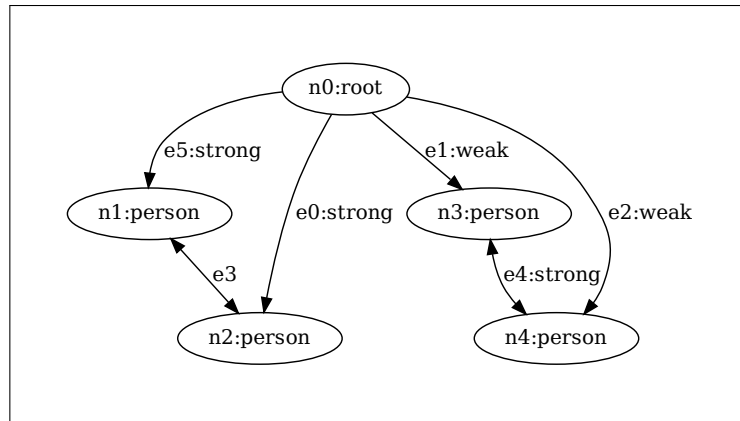 n0:root
e5:strong
e1:weak
n1:person
e0:strong
n3:person
e2:weak
e3
e4:strong
n2:person
n4:person